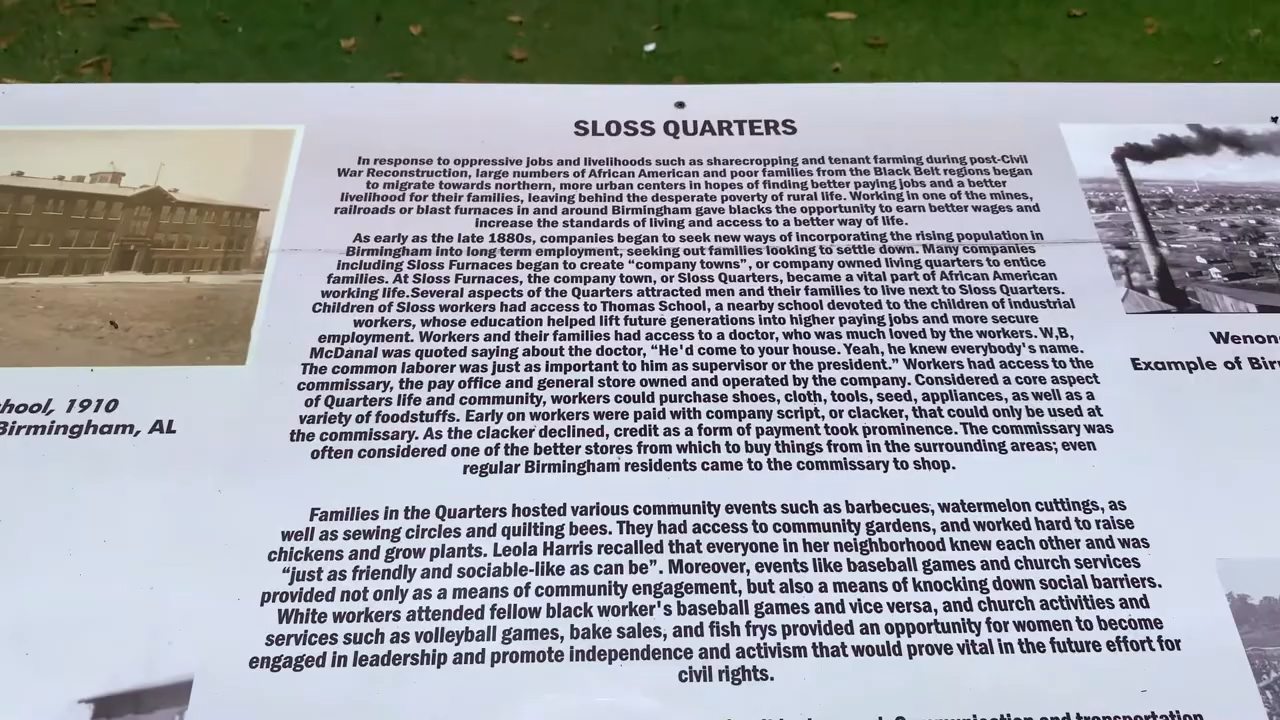 SLOSS QUARTERS
In response to oppressive jobs and livelihoods such as sharecropping and tenant farming during post-Civil
War Reconstruction, large numbers of African American and poor families from the Black Belt regions began
to migrate towards northern, more urban centers in hopes of finding better paying jobs and a better
livelihood for their families, leaving behind the desperate poverty of rural life. Working in one of the mines,
railroads or blast furnaces in and around Birmingham gave blacks the opportunity to earn better wages and
increase the standards of living and access to a better way of life.
As early as the late 1880s, companies began to seek new ways of incorporating the rising population in
Birmingham into long term employment, seeking out families looking to settle down. Many companies
including Sloss Furnaces began to create “company towns”, or company owned living quarters to entice
families. At Sloss Furnaces, the company town, or Sloss Quarters, became a vital part of African American
working life.Several aspects of the Quarters attracted men and their families to live next to Sloss Quarters.
Children of Sloss workers had access to Thomas School, a nearby school devoted to the children of industrial
workers, whose education helped lift future generations into higher paying jobs and more secure
employment. Workers and their families had access to a doctor, who was much loved by the workers. W,B,
McDanal was quoted saying about the doctor, “He'd come to your house. Yeah, he knew everybody's name.
The common laborer was just as important to him as supervisor or the president.” Workers had access to the
commissary, the pay office and general store owned and operated by the company. Considered a core aspect
of Quarters life and community, workers could purchase shoes, cloth, tools, seed, appliances, as well as a
variety of foodstuffs. Early on workers were paid with company script, or clacker, that could only be used at
the commissary. As the clacker declined, credit as a form of payment took prominence. The commissary was
often considered one of the better stores from which to buy things from in the surrounding areas; even
regular Birmingham residents came to the commissary to shop.
Families in the Quarters hosted various community events such as barbecues, watermelon cuttings, as
well as sewing circles and quilting bees. They had access to community gardens, and worked hard to raise
chickens and grow plants. Leola Harris recalled that everyone in her neighborhood knew each other and was
“just as friendly and sociable-like as can be”. Moreover, events like baseball games and church services
provided not only as a means of community engagement, but also a means of knocking down social barriers.
White workers attended fellow black worker's baseball games and vice versa, and church activities and
services such as volleyball games, bake sales, and fish frys provided an opportunity for women to become
engaged in leadership and promote independence and activism that would prove vital in the future effort for
civil rights.
hool, 1910
Birmingham, AL
Wenon
Example of Bir
Communication and transportation